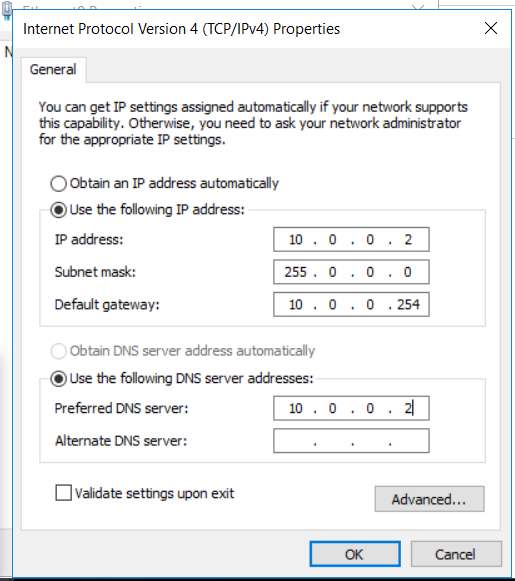 Internet Protocol Version 4 (TCP/IPv4) Properties
General
You can get IP settings assigned automatically if your network supports
this capability. Otherwise, you need to ask your network administrator
for the appropriate IP settings.
Obtain an IP address automatically
Use the following IP address:
IP address: 10 . 0 . 0 . 2
Subnet mask: 255 . 0 . 0 . 0
Default gateway: 10 . 0 . 0 . 254
Obtain DNS server address automatically
Use the following DNS server addresses:
Preferred DNS server: 10 . 0 . 0 . 2
Alternate DNS server: . . .
Validate settings upon exit
Advanced...
OK Cancel